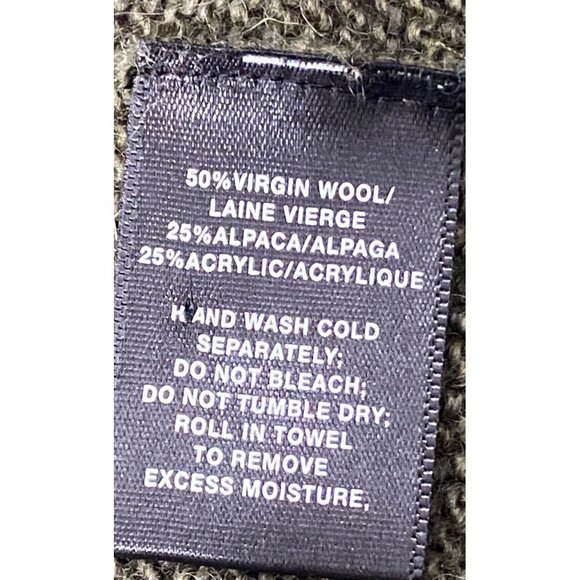 50%VIRGIN WOOL/
LAINE VIERGE
25%ALPACA/ALPAGA
25%ACRYLIC/ACRYLIQUE
HAND WASH COLD
SEPARATELY;
DO NOT BLEACH;
DO NOT TUMBLE DRY;
ROLL IN TOWEL
TO REMOVE
EXCESS MOISTURE,